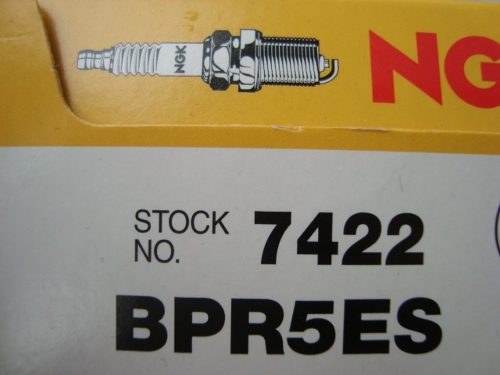 NGK
NG
STOCK NO. 7422
BPR5ES